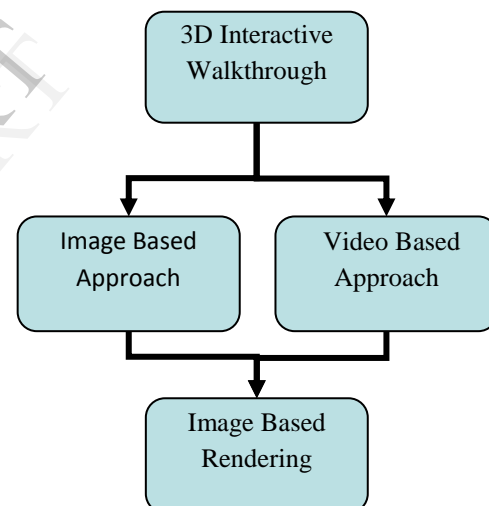 3D Interactive
Walkthrough
Image Based
Approach
Video Based
Approach
Image Based
Rendering